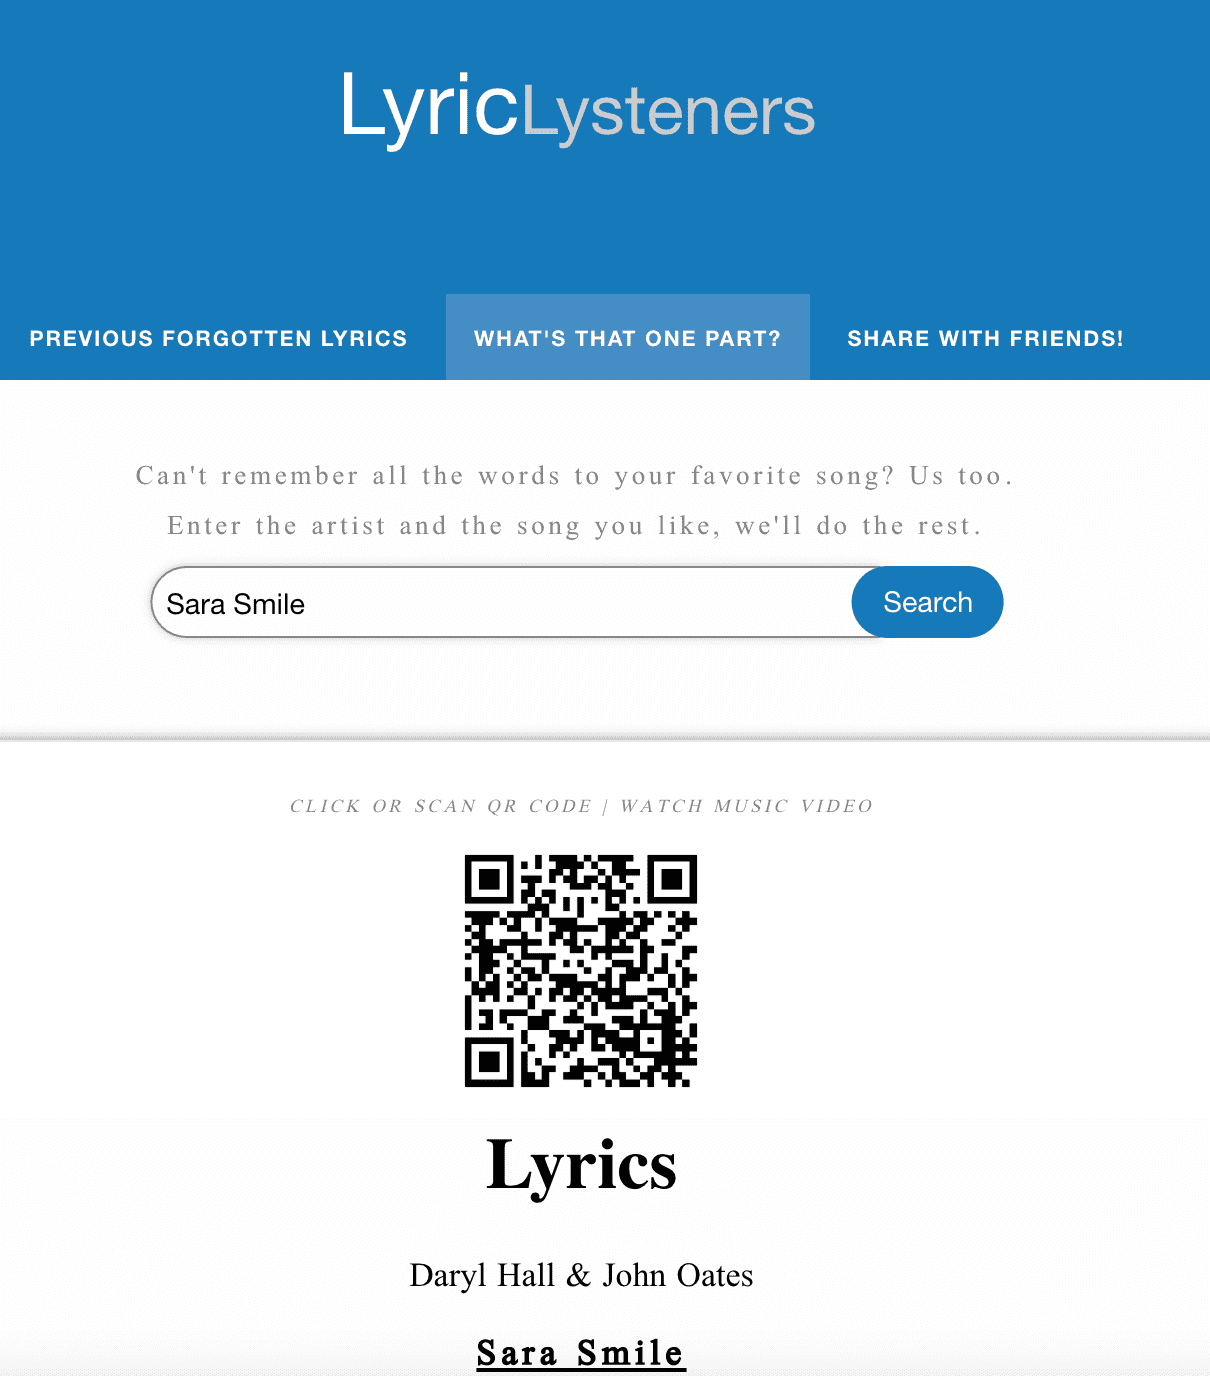 LyricLysteners
PREVIOUS FORGOTTEN LYRICS
WHAT'S THAT ONE PART?
SHARE WITH FRIENDS!
Can't remember all the words to your favorite song? Us too.
Enter the artist and the song you like, we'll do the rest.
Sara Smile
Search
CLICK OR SCAN QR CODE | WATCH MUSIC VIDEO
Lyrics
Daryl Hall & John Oates
Sara Smile